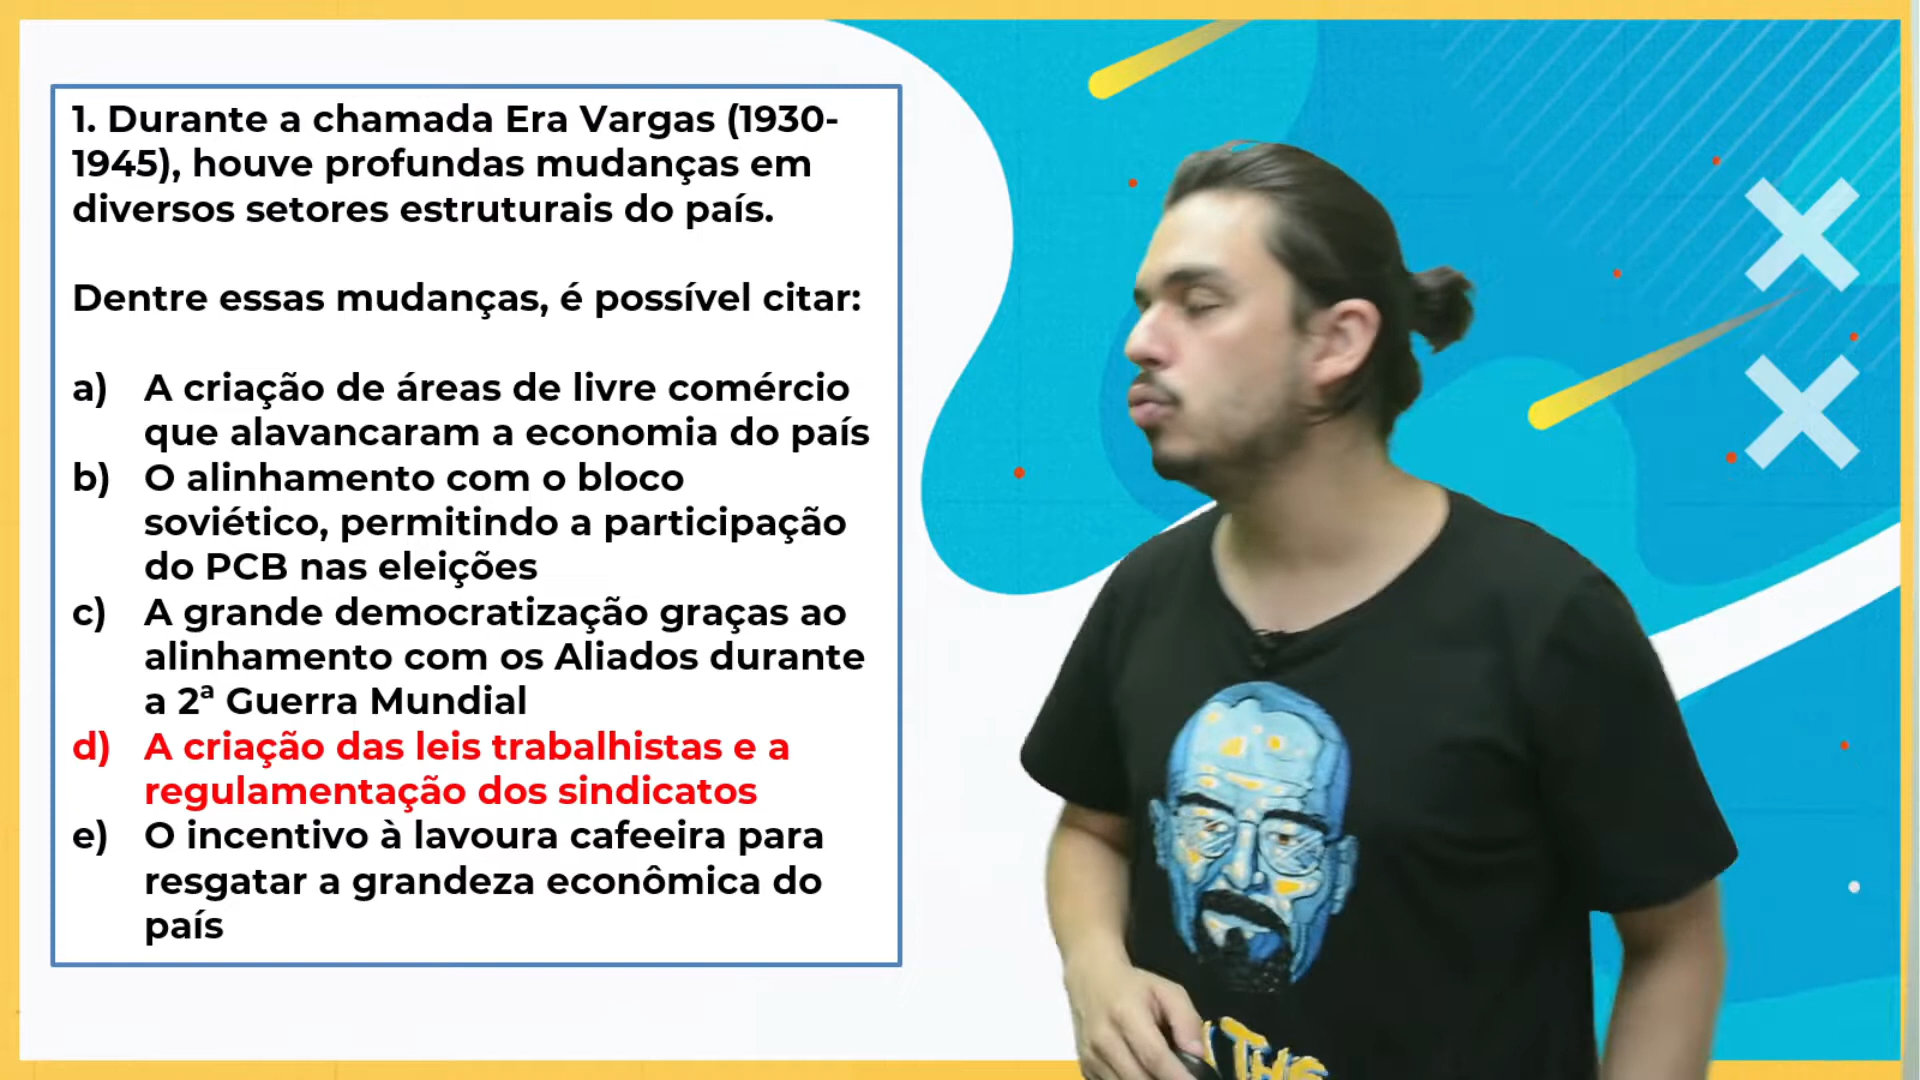 1. Durante a chamada Era Vargas (1930-
1945), houve profundas mudanças em
diversos setores estruturais do país.
Dentre essas mudanças, é possível citar:
a) A criação de áreas de livre comércio
que alavancaram a economia do país
b) O alinhamento com o bloco
soviético, permitindo a participação
do PCB nas eleições
c) A grande democratização graças ao
alinhamento com os Aliados durante
a 2ª Guerra Mundial
d) A criação das leis trabalhistas e a
regulamentação dos sindicatos
e) O incentivo à lavoura cafeeira para
resgatar a grandeza econômica do
país
THE